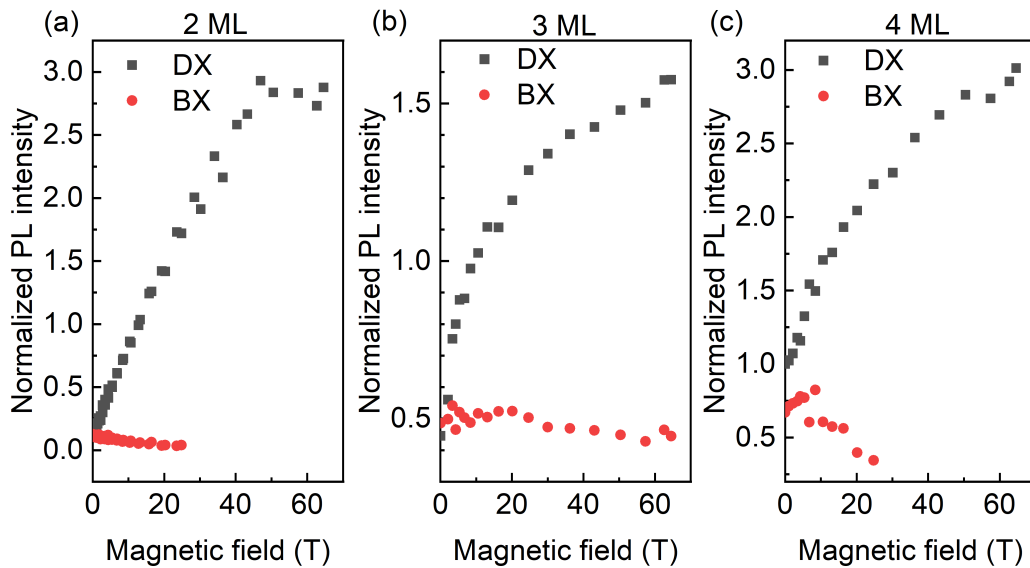 (a) 2 ML
DX
BX
3.0
2.5
2.0
1.5
1.0
0.5
0.0
0 20 40 60
Magnetic field (T)
Normalized PL intensity
(b) 3 ML
DX
BX
1.5
1.0
0.5
0 20 40 60
Magnetic field (T)
Normalized PL intensity
(c) 4 ML
DX
BX
3.0
2.5
2.0
1.5
1.0
0.5
0 20 40 60
Magnetic field (T)
Normalized PL intensity